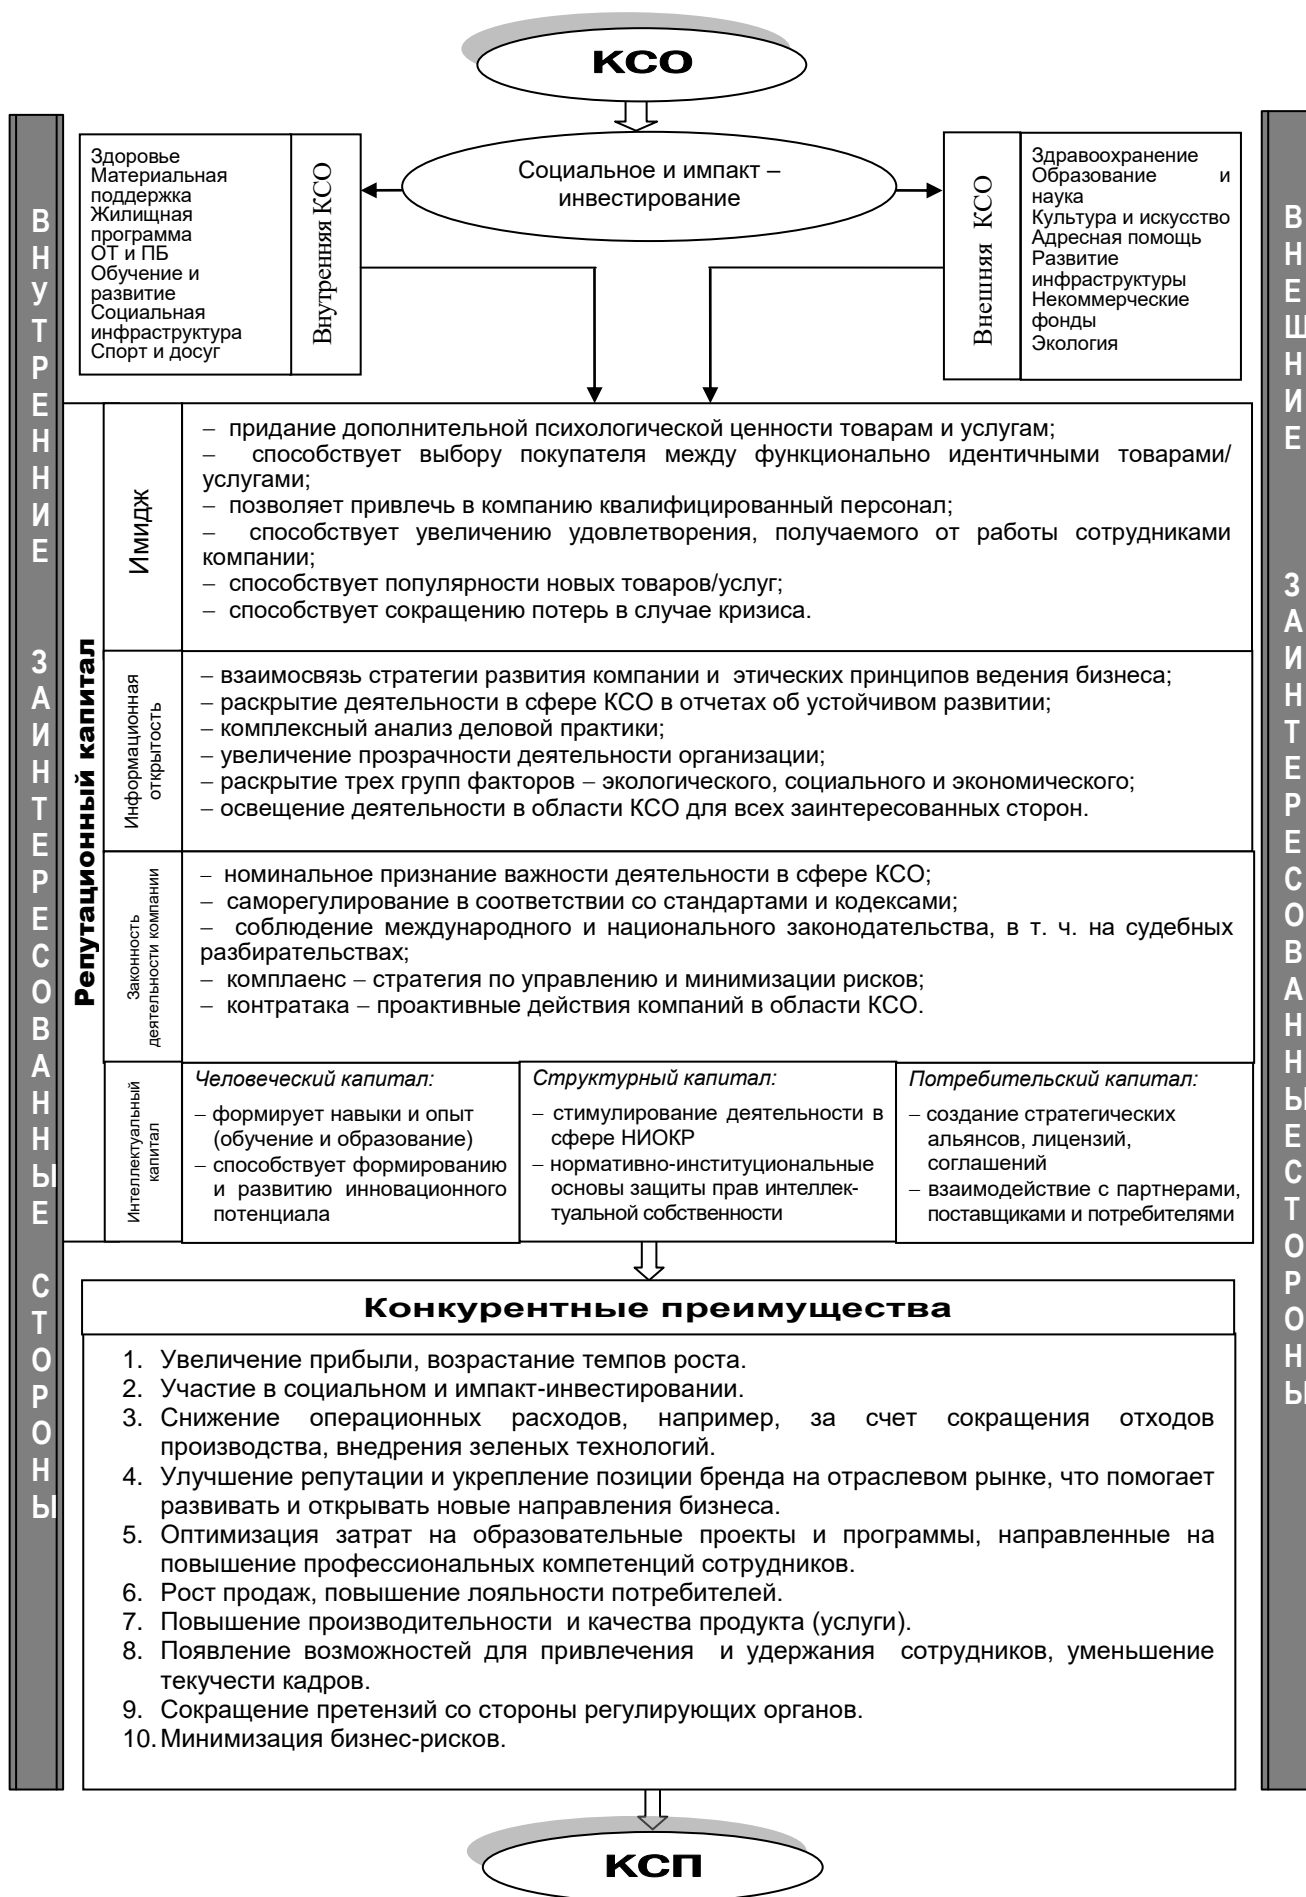 КСО
Социальное и импакт –
инвестирование
Здоровье
Материальная
поддержка
Жилищная
программа
ОТ и ПБ
Обучение и
развитие
Социальная
инфраструктура
Спорт и досуг
Внутренняя КСО
Внешняя КСО
Здравоохранение
Образование и
наука
Культура и искусство
Адресная помощь
Развитие
инфраструктуры
Некоммерческие
фонды
Экология
ВНУТРЕННИЕ ЗАИНТЕРЕСОВАННЫЕ СТОРОНЫ
ВНЕШНИЕ ЗАИНТЕРЕСОВАННЫЕ СТОРОНЫ
Репутационный капитал
Имидж
– придание дополнительной психологической ценности товарам и услугам;
– способствует выбору покупателя между функционально идентичными товарами/
услугами;
– позволяет привлечь в компанию квалифицированный персонал;
– способствует увеличению удовлетворения, получаемого от работы сотрудниками
компании;
– способствует популярности новых товаров/услуг;
– способствует сокращению потерь в случае кризиса.
Информационная
открытость
– взаимосвязь стратегии развития компании и этических принципов ведения бизнеса;
– раскрытие деятельности в сфере КСО в отчетах об устойчивом развитии;
– комплексный анализ деловой практики;
– увеличение прозрачности деятельности организации;
– раскрытие трех групп факторов – экологического, социального и экономического;
– освещение деятельности в области КСО для всех заинтересованных сторон.
Законность
деятельности компании
– номинальное признание важности деятельности в сфере КСО;
– саморегулирование в соответствии со стандартами и кодексами;
– соблюдение международного и национального законодательства, в т. ч. на судебных
разбирательствах;
– комплаенс – стратегия по управлению и минимизации рисков;
– контратака – проактивные действия компаний в области КСО.
Интеллектуальный
капитал
Человеческий капитал:
– формирует навыки и опыт
(обучение и образование)
– способствует формированию
и развитию инновационного
потенциала
Структурный капитал:
– стимулирование деятельности в
сфере НИОКР
– нормативно-институциональные
основы защиты прав интеллек-
туальной собственности
Потребительский капитал:
– создание стратегических
альянсов, лицензий,
соглашений
– взаимодействие с партнерами,
поставщиками и потребителями
Конкурентные преимущества
1. Увеличение прибыли, возрастание темпов роста.
2. Участие в социальном и импакт-инвестировании.
3. Снижение операционных расходов, например, за счет сокращения отходов
производства, внедрения зеленых технологий.
4. Улучшение репутации и укрепление позиции бренда на отраслевом рынке, что помогает
развивать и открывать новые направления бизнеса.
5. Оптимизация затрат на образовательные проекты и программы, направленные на
повышение профессиональных компетенций сотрудников.
6. Рост продаж, повышение лояльности потребителей.
7. Повышение производительности и качества продукта (услуги).
8. Появление возможностей для привлечения и удержания сотрудников, уменьшение
текучести кадров.
9. Сокращение претензий со стороны регулирующих органов.
10. Минимизация бизнес-рисков.
КСП